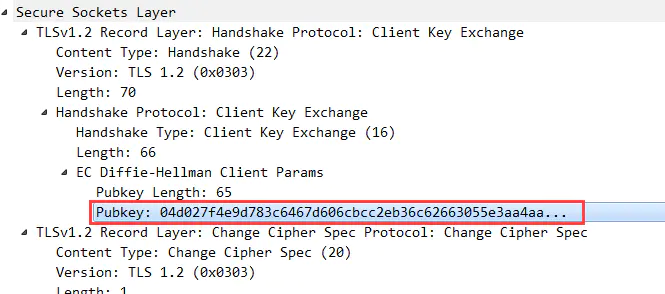 Secure Sockets Layer
TLSv1.2 Record Layer: Handshake Protocol: Client Key Exchange
Content Type: Handshake (22)
Version: TLS 1.2 (0x0303)
Length: 70
Handshake Protocol: Client Key Exchange
Handshake Type: Client Key Exchange (16)
Length: 66
EC Diffie-Hellman Client Params
Pubkey Length: 65
Pubkey: 04d027f4e9d783c6467d606cbcc2eb36c62663055e3aa4aa...
TLSv1.2 Record Layer: Change Cipher Spec Protocol: Change Cipher Spec
Content Type: Change Cipher Spec (20)
Version: TLS 1.2 (0x0303)
Length: 1